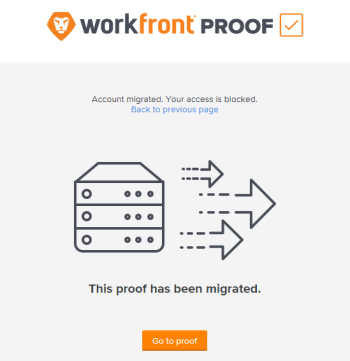 workfront PROOF
Account migrated. Your access is blocked.
Back to previous page
This proof has been migrated.
Go to proof